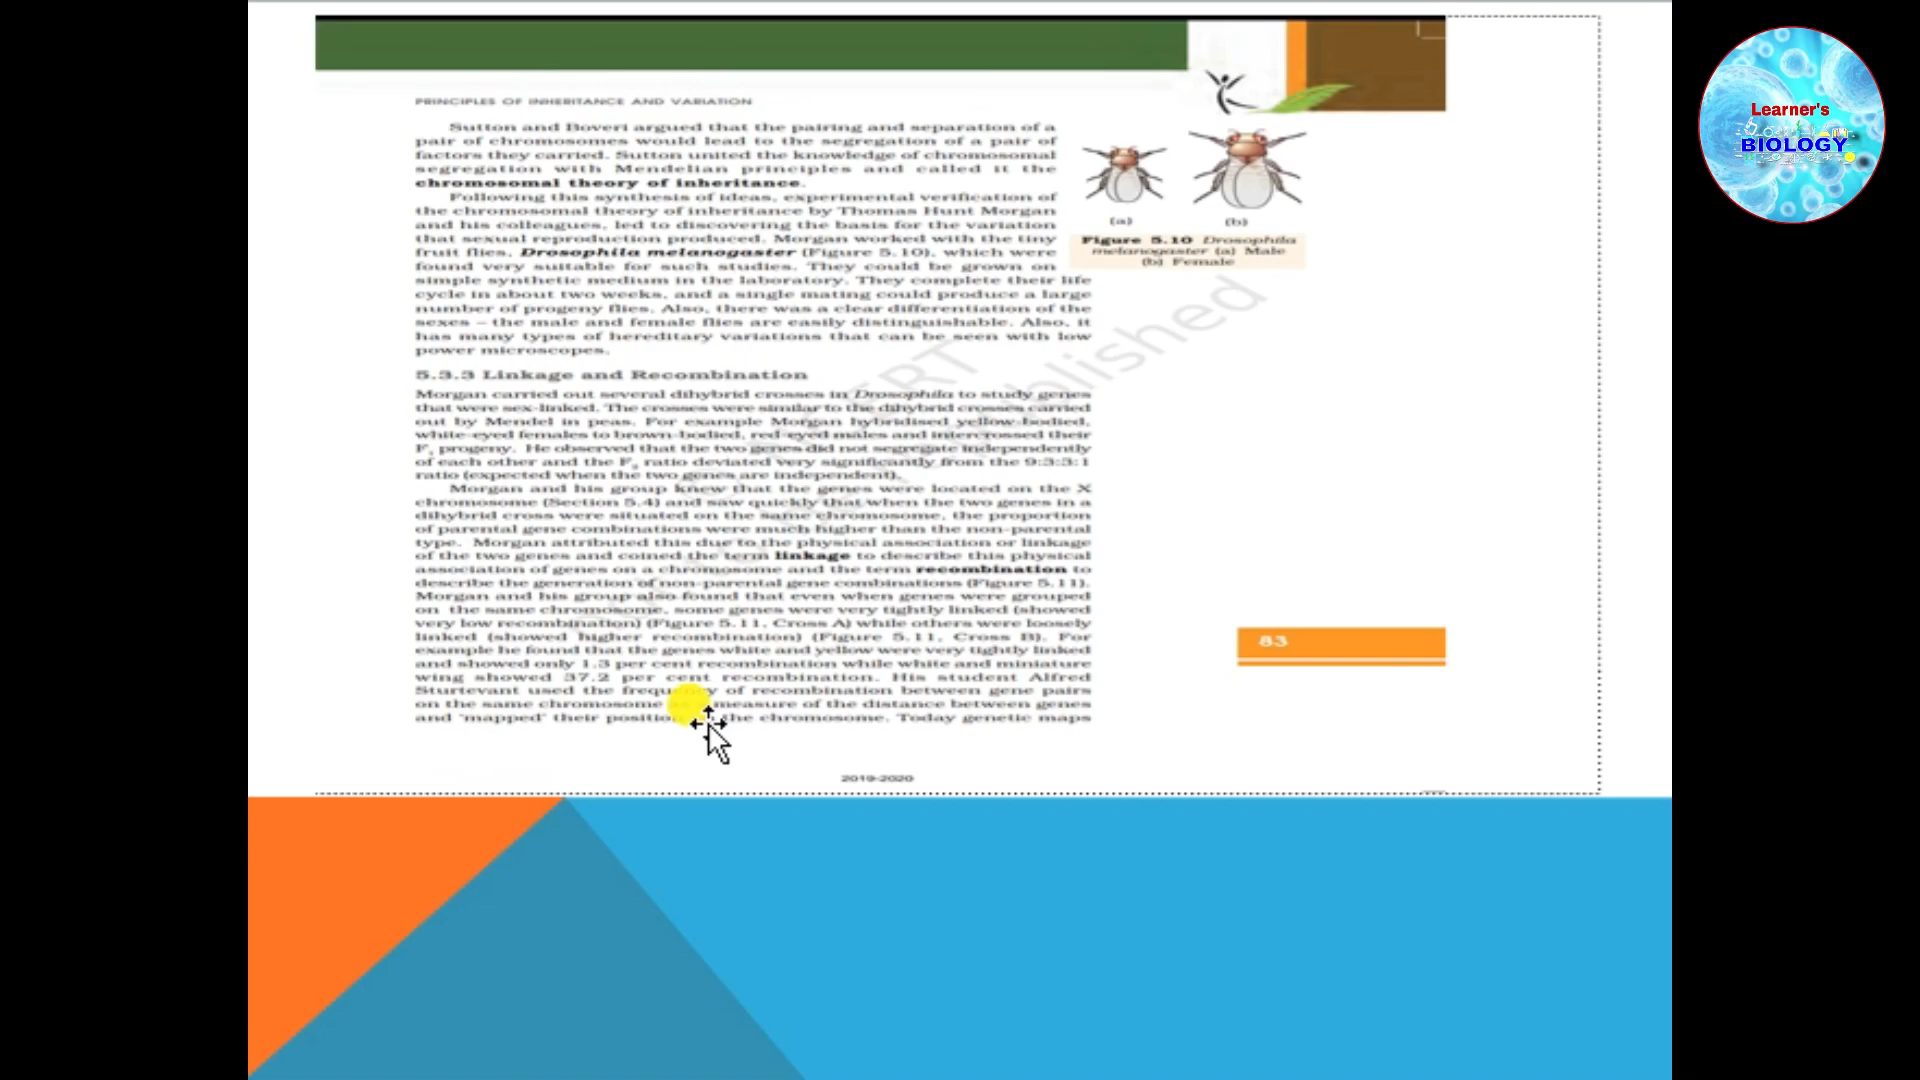 PRINCIPLES OF INHERITANCE AND VARIATION
Sutton and Boveri argued that the pairing and separation of a
pair of chromosomes would lead to the segregation of a pair of
factors they carried. Sutton united the knowledge of chromosomal
segregation with Mendelian principles and called it the
chromosomal theory of inheritance.
Following this synthesis of ideas, experimental verification of
the chromosomal theory of inheritance by Thomas Hunt Morgan
and his colleagues, led to discovering the basis for the variation
that sexual reproduction produced. Morgan worked with the tiny
fruit flies, Drosophila melanogaster (Figure 5.10), which were
found very suitable for such studies. They could be grown on
simple synthetic medium in the laboratory. They complete their life
cycle in about two weeks, and a single mating could produce a large
number of progeny flies. Also, there was a clear differentiation of the
sexes – the male and female flies are easily distinguishable. Also, it
has many types of hereditary variations that can be seen with low
power microscopes.
(a)
(b)
Figure 5.10 Drosophila
melanogaster (a) Male
(b) Female
5.3.3 Linkage and Recombination
Morgan carried out several dihybrid crosses in Drosophila to study genes
that were sex-linked. The crosses were similar to the dihybrid crosses carried
out by Mendel in peas. For example Morgan hybridised yellow-bodied,
white-eyed females to brown-bodied, red-eyed males and intercrossed their
F1 progeny. He observed that the two genes did not segregate independently
of each other and the F2 ratio deviated very significantly from the 9:3:3:1
ratio (expected when the two genes are independent).
Morgan and his group knew that the genes were located on the X
chromosome (Section 5.4) and saw quickly that when the two genes in a
dihybrid cross were situated on the same chromosome, the proportion
of parental gene combinations were much higher than the non-parental
type. Morgan attributed this due to the physical association or linkage
of the two genes and coined the term linkage to describe this physical
association of genes on a chromosome and the term recombination to
describe the generation of non-parental gene combinations (Figure 5.11).
Morgan and his group also found that even when genes were grouped
on the same chromosome, some genes were very tightly linked (showed
very low recombination) (Figure 5.11, Cross A) while others were loosely
linked (showed higher recombination) (Figure 5.11, Cross B). For
example he found that the genes white and yellow were very tightly linked
and showed only 1.3 per cent recombination while white and miniature
wing showed 37.2 per cent recombination. His student Alfred
Sturtevant used the frequency of recombination between gene pairs
on the same chromosome measure of the distance between genes
and 'mapped' their position the chromosome. Today genetic maps
83
2019-2020
Learner's
BIOLOGY